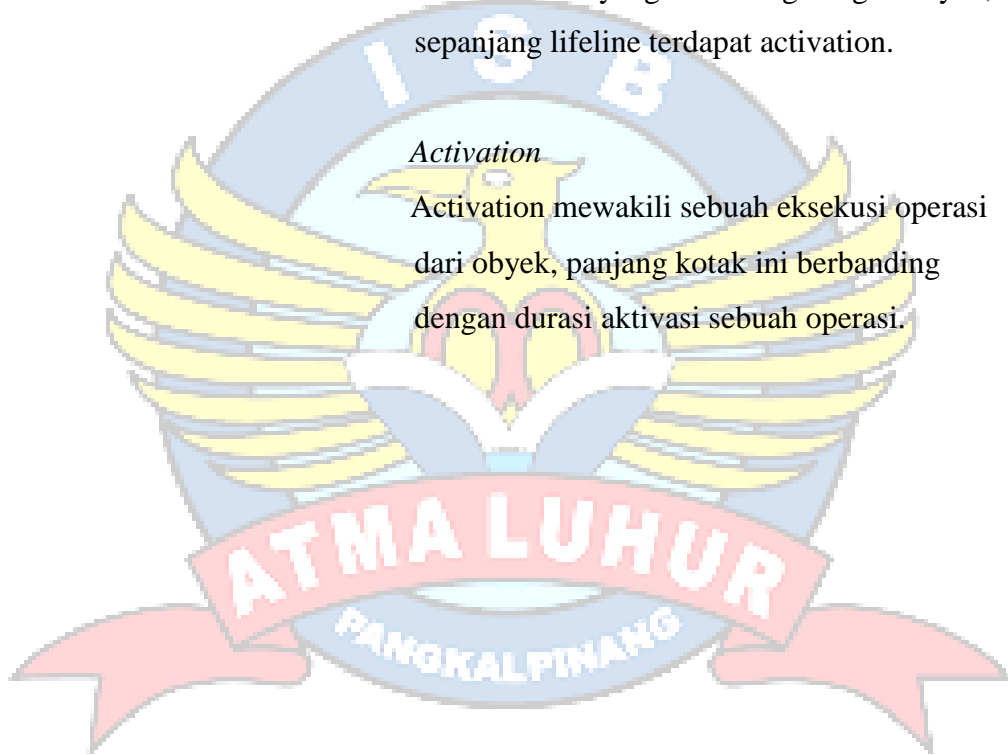 sepanjang lifeline terdapat activation.
I S B
Activation
Activation mewakili sebuah eksekusi operasi
dari obyek, panjang kotak ini berbanding
dengan durasi aktivasi sebuah operasi.
ATMA LUHUR
PANGKALPINANG